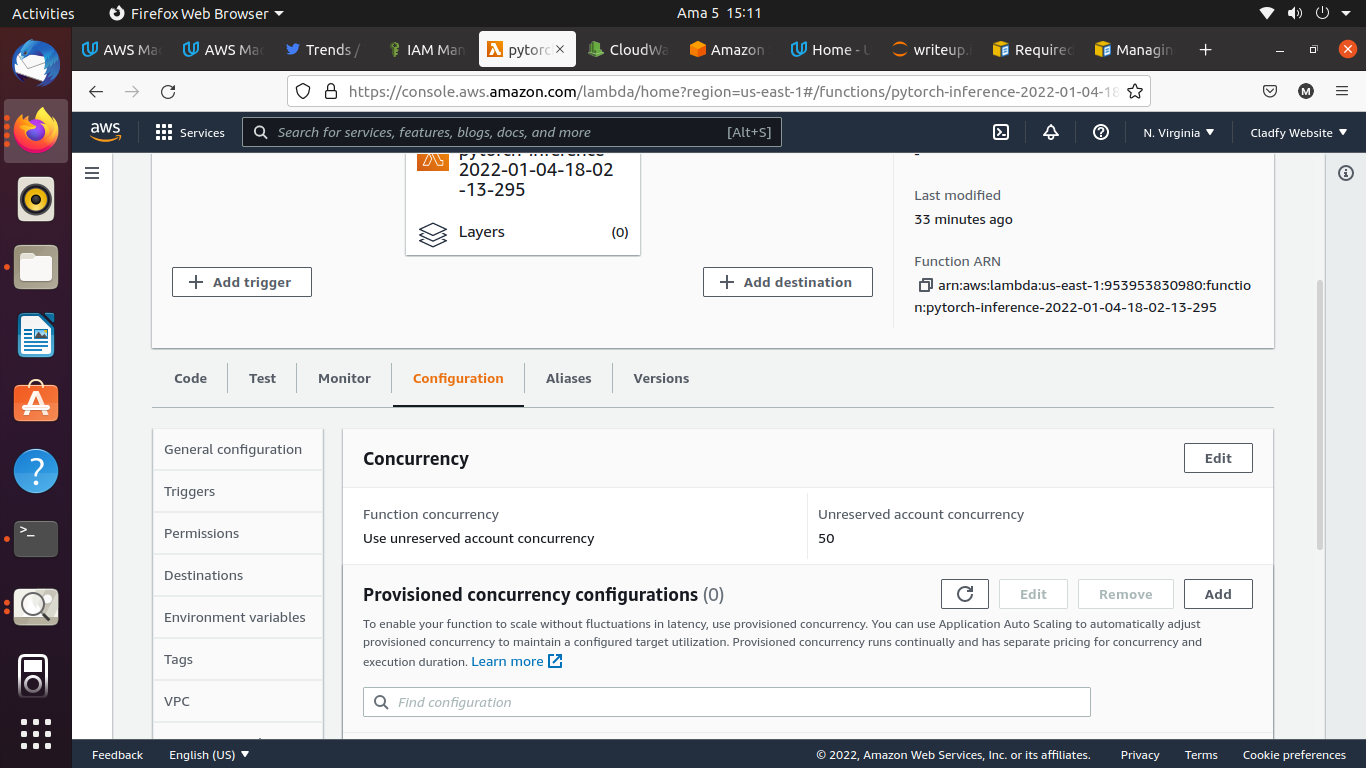 Activities Firefox Web Browser Ama 5 15:11
AWS Ma AWS Ma Trends / IAM Man pytorc CloudWa Amazon Home - U writeup. Required Managin
https://console.aws.amazon.com/lambda/home?region=us-east-1#/functions/pytorch-inference-2022-01-04-18
M
aws Services Search for services, features, blogs, docs, and more [Alt+S] N. Virginia Cladfy Website
pytorch-inference-
2022-01-04-18-02
-13-295
Layers (0)
Add trigger
Add destination
-
Last modified
33 minutes ago
Function ARN
arn:aws:lambda:us-east-1:953953830980:functio
n:pytorch-inference-2022-01-04-18-02-13-295
Code Test Monitor Configuration Aliases Versions
General configuration
Triggers
Permissions
Destinations
Environment variables
Tags
VPC
Concurrency Edit
Function concurrency
Use unreserved account concurrency
Unreserved account concurrency
50
Provisioned concurrency configurations (0) Edit Remove Add
To enable your function to scale without fluctuations in latency, use provisioned concurrency. You can use Application Auto Scaling to automatically adjust
provisioned concurrency to maintain a configured target utilization. Provisioned concurrency runs continually and has separate pricing for concurrency and
execution duration. Learn more
Find configuration
Feedback English (US) © 2022, Amazon Web Services, Inc. or its affiliates. Privacy Terms Cookie preferences